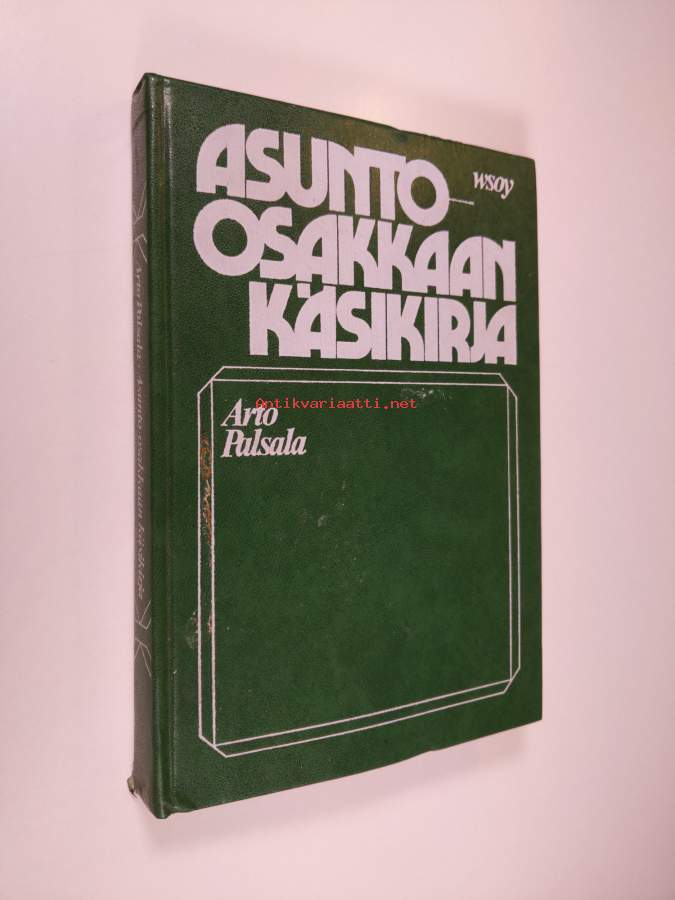 ASUNTO-
wsoy
OSAKKAAN
KÄSIKIRJA
Antikvariaatti.net
Arto
Palsala
Arto Palsala · Asunto-osakkaan käsikirja